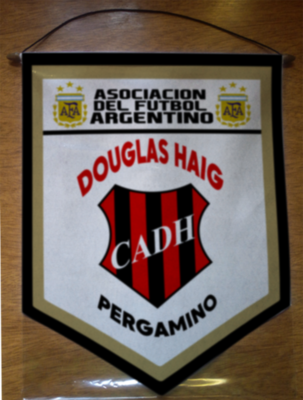 ASOCIACION
DEL FUTBOL
ARGENTINO
AFA
AFA
DOUGLAS HAIG
CADH
PERGAMINO